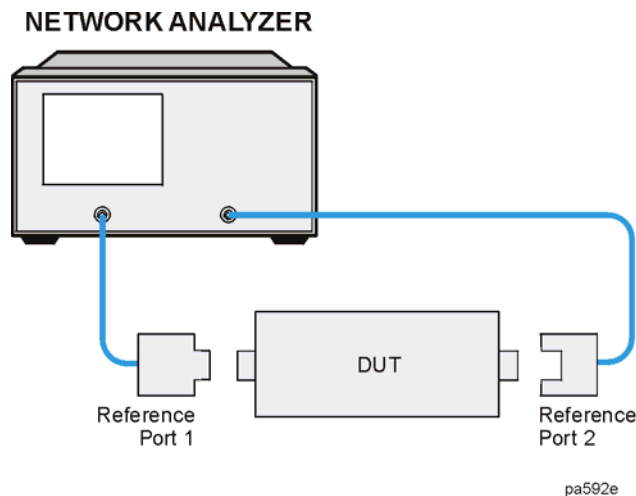 NETWORK ANALYZER
DUT
Reference
Port 1
Reference
Port 2
pa592e